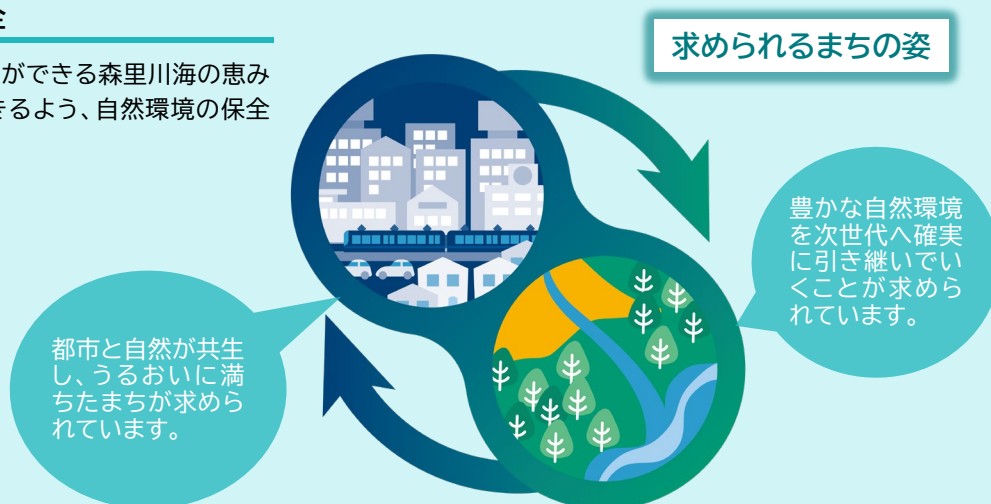 全
ができる森里川海の恵み
きるよう、自然環境の保全
求められるまちの姿
豊かな自然環境
を次世代へ確実
に引き継いでい
くことが求めら
れています。
都市と自然が共生
し、うるおいに満
ちたまちが求めら
れています。